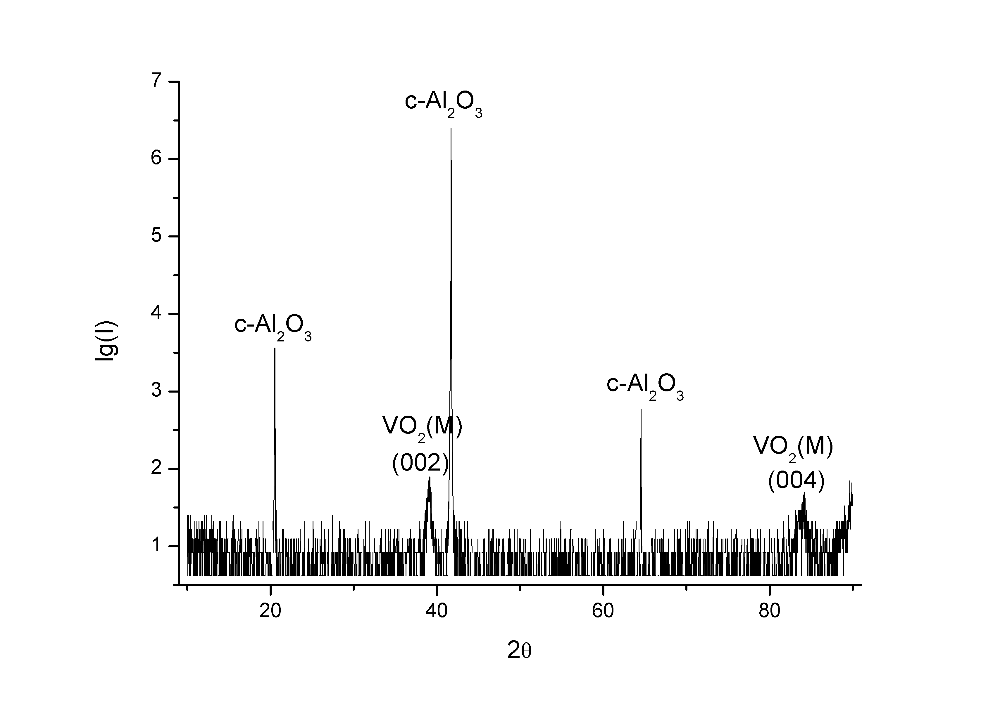 7
c-Al₂O₃
6
5
4
c-Al₂O₃
lg(I)
3
c-Al₂O₃
VO₂(M)
(002)
VO₂(M)
(004)
2
1
20 40 60 80
2θ